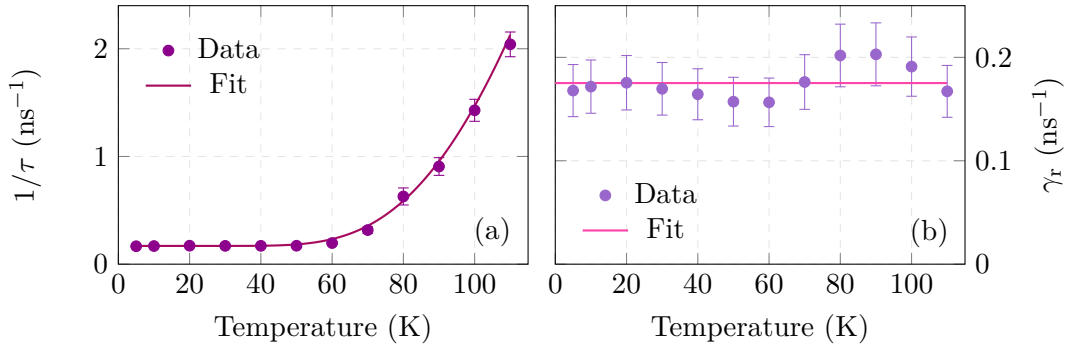 1/τ (ns⁻¹)
2
1
0
Data
Fit
(a)
0 20 40 60 80 100
Temperature (K)
Data
Fit
(b)
0 20 40 60 80 100
Temperature (K)
0.2
0.1
0
γᵣ (ns⁻¹)